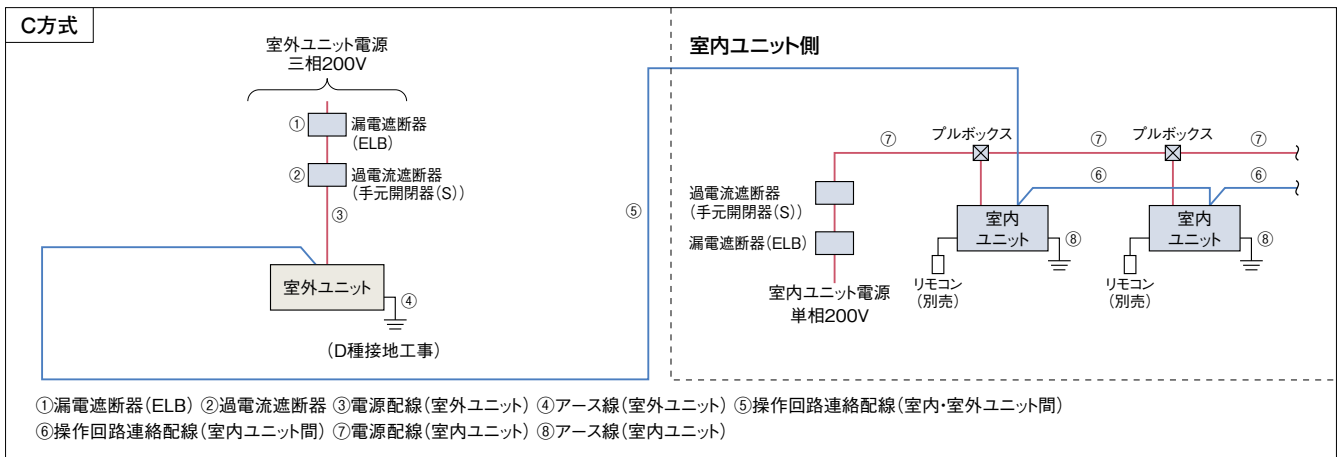 C方式
室外ユニット電源
三相200V
①
漏電遮断器
(ELB)
②
過電流遮断器
(手元開閉器(S))
③
室外ユニット
④
(D種接地工事)
⑤
室内ユニット側
⑦
プルボックス
⑦
プルボックス
⑦
⑥
⑥
過電流遮断器
(手元開閉器(S))
漏電遮断器(ELB)
室内ユニット電源
単相200V
室内
ユニット
⑧
リモコン
(別売)
室内
ユニット
⑧
リモコン
(別売)
①漏電遮断器(ELB) ②過電流遮断器 ③電源配線(室外ユニット) ④アース線(室外ユニット) ⑤操作回路連絡配線(室内・室外ユニット間)
⑥操作回路連絡配線(室内ユニット間) ⑦電源配線(室内ユニット) ⑧アース線(室内ユニット)